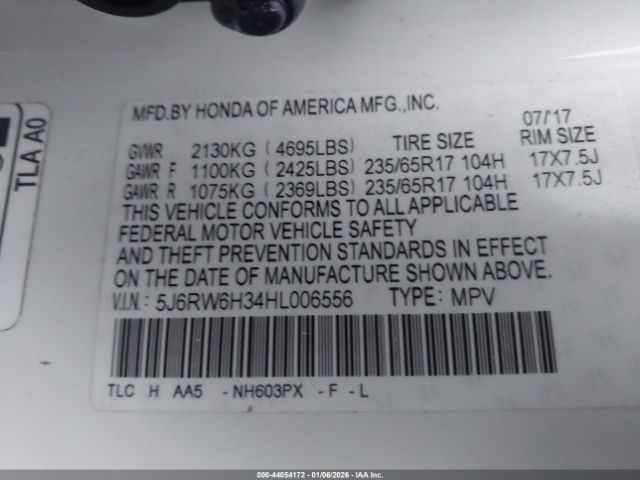 MFD.BY HONDA OF AMERICA MFG.,INC. 07/'17
GVWR 2130KG ( 4695LBS) TIRE SIZE RIM SIZE
GAWR F 1100KG ( 2425LBS) 235/65R17 104H 17X7.5J
GAWR R 1075KG ( 2369LBS) 235/65R17 104H 17X7.5J
THIS VEHICLE CONFORMS TO ALL APPLICABLE
FEDERAL MOTOR VEHICLE SAFETY
AND THEFT PREVENTION STANDARDS IN EFFECT
ON THE DATE OF MANUFACTURE SHOWN ABOVE.
V.I.N.: 5J6RW6H34HL006556 TYPE: MPV
TLC H AA5 - NH603PX - F - L
TLA A0
000-44054172 - 01/06/2026 - IAA Inc.